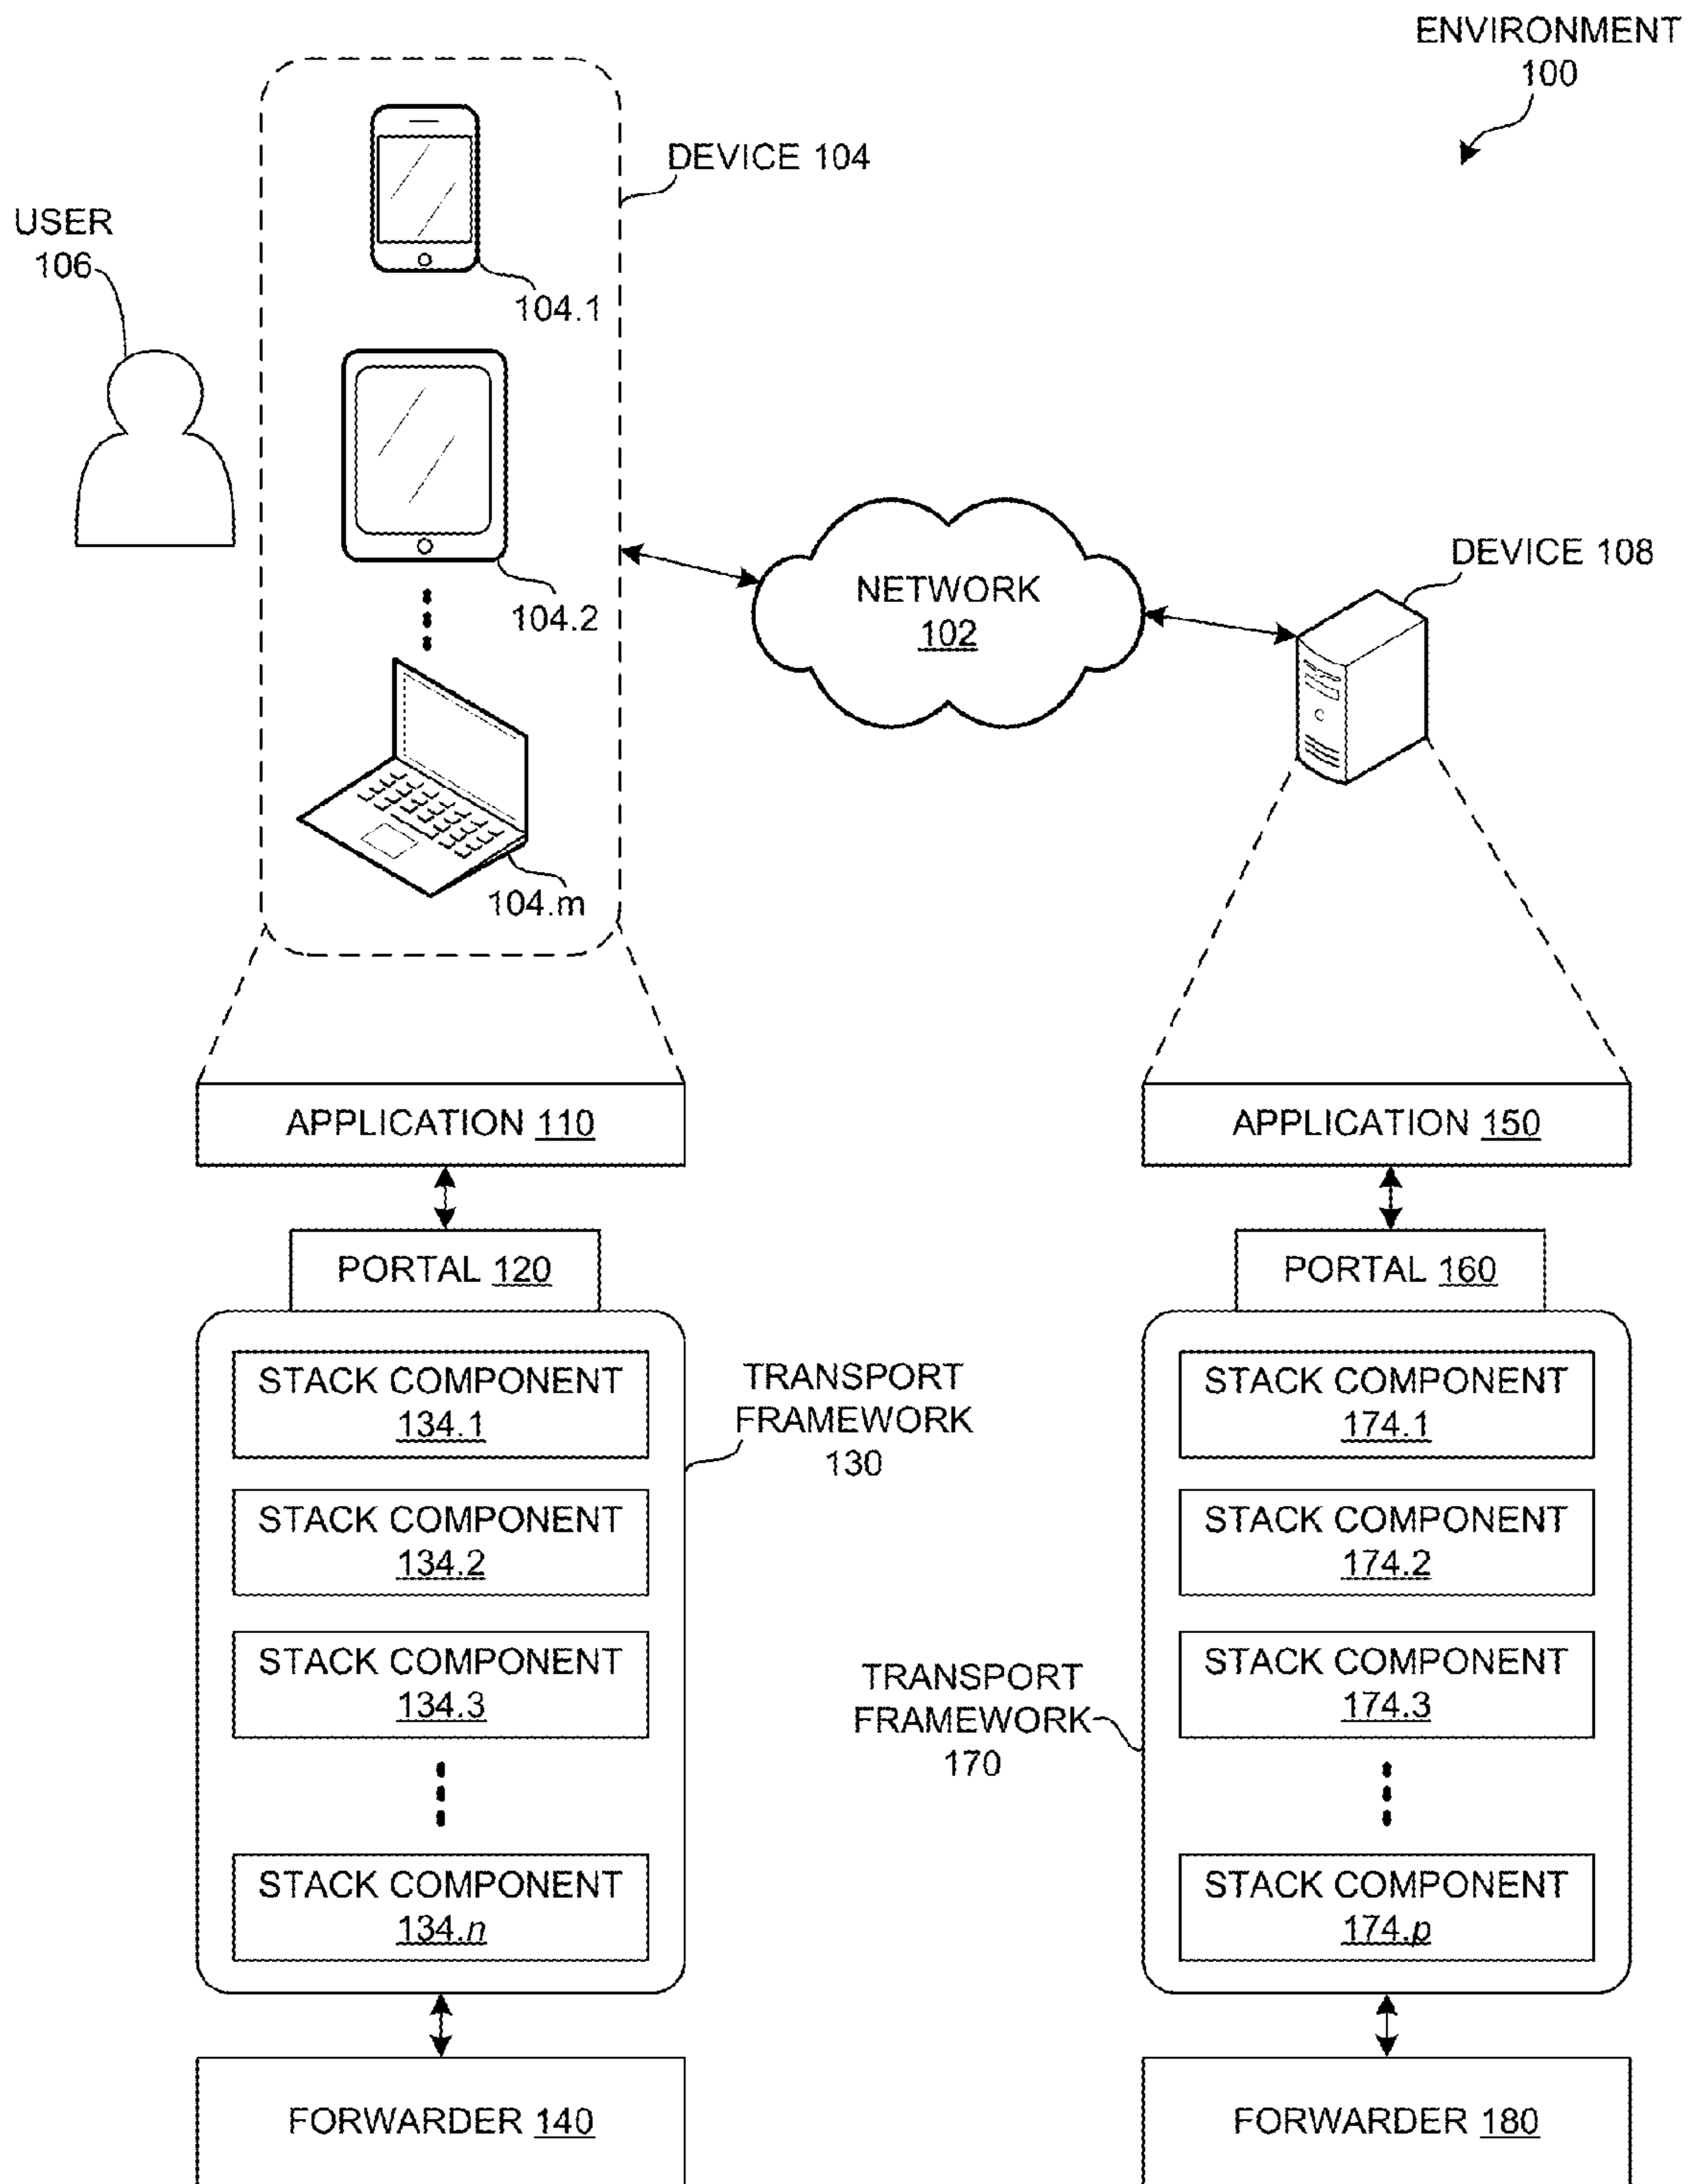 ENVIRONMENT
100
DEVICE 104
USER
106
104.1
104.2
104.m
NETWORK
102
DEVICE 108
APPLICATION 110
PORTAL 120
STACK COMPONENT
134.1
STACK COMPONENT
134.2
STACK COMPONENT
134.3
STACK COMPONENT
134.n
TRANSPORT
FRAMEWORK
130
FORWARDER 140
APPLICATION 150
PORTAL 160
STACK COMPONENT
174.1
STACK COMPONENT
174.2
STACK COMPONENT
174.3
STACK COMPONENT
174.p
TRANSPORT
FRAMEWORK
170
FORWARDER 180